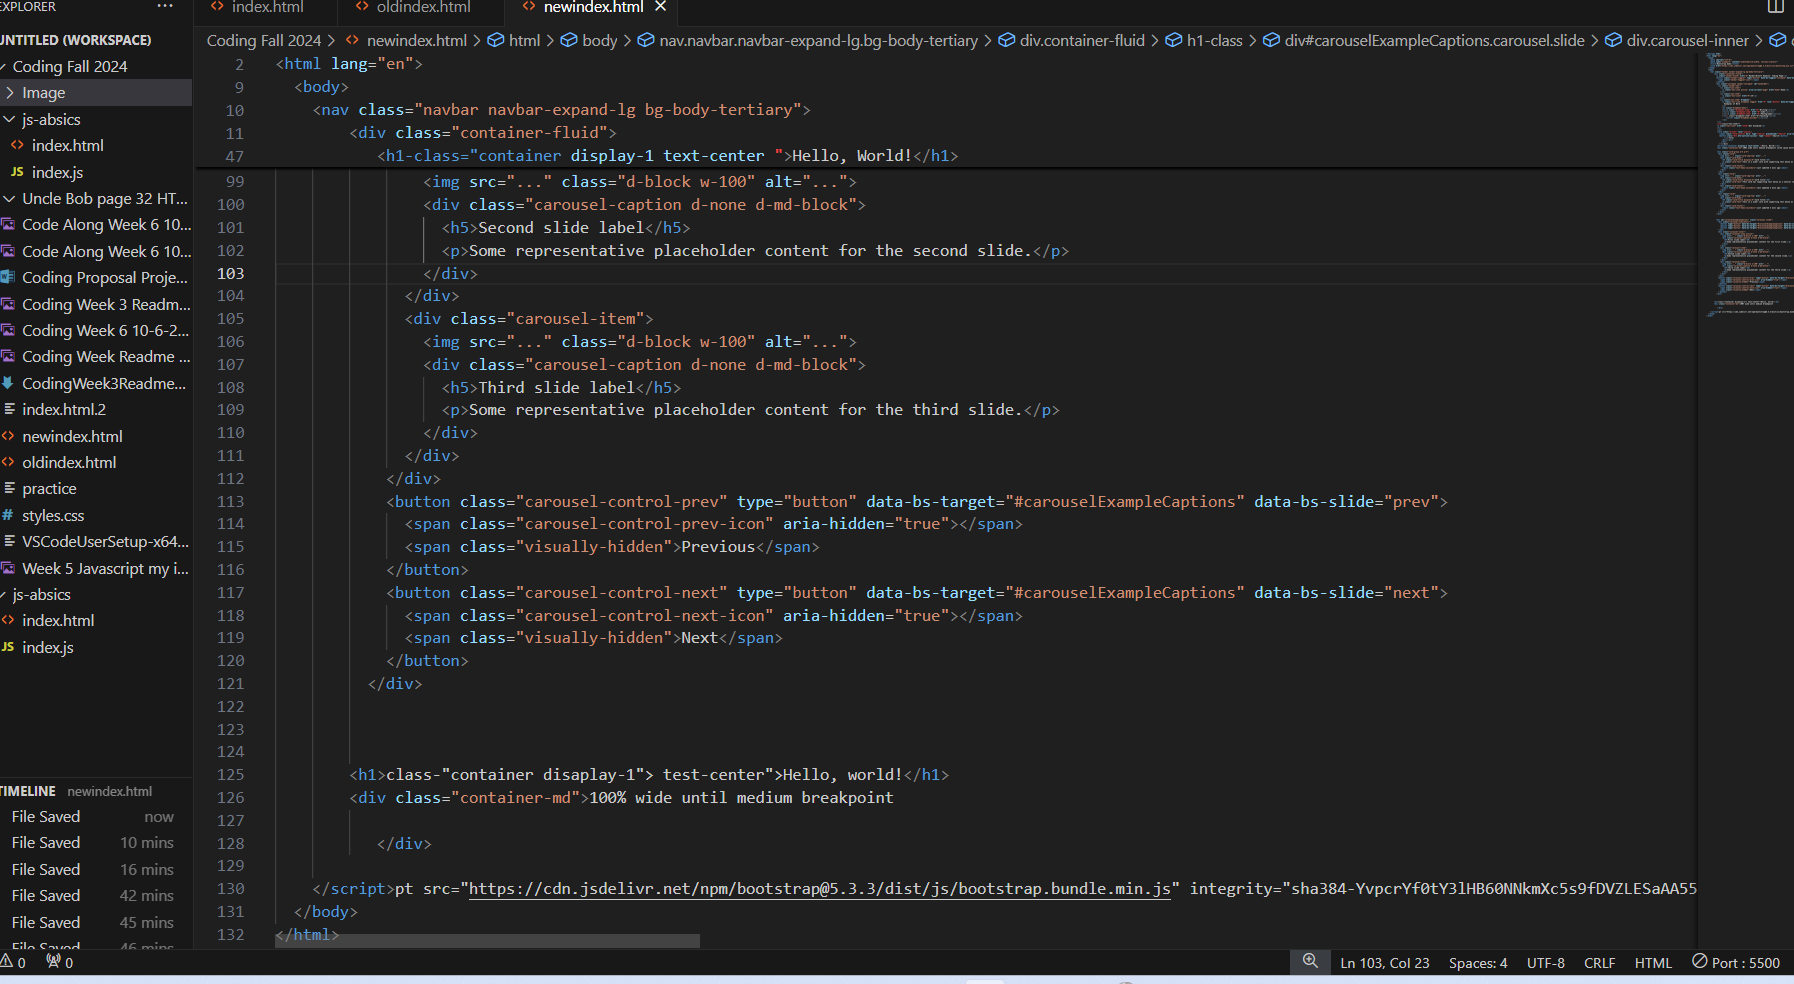 EXPLORER ···
UNTITLED (WORKSPACE)
Coding Fall 2024
Image
js-absics
index.html
JS index.js
Uncle Bob page 32 HT...
Code Along Week 6 10...
Code Along Week 6 10...
Coding Proposal Proje...
Coding Week 3 Readm...
Coding Week 6 10-6-2...
Coding Week Readme ...
CodingWeek3Readme...
index.html.2
newindex.html
oldindex.html
practice
# styles.css
VSCodeUserSetup-x64...
Week 5 Javascript my i...
js-absics
index.html
JS index.js
TIMELINE newindex.html
File Saved now
File Saved 10 mins
File Saved 16 mins
File Saved 42 mins
File Saved 45 mins
File Saved 46 mins
index.html oldindex.html newindex.html
Coding Fall 2024 > newindex.html > html > body > nav.navbar.navbar-expand-lg.bg-body-tertiary > div.container-fluid > h1-class > div#carouselExampleCaptions.carousel.slide > div.carousel-inner >
2 <html lang="en">
9 <body>
10 <nav class="navbar navbar-expand-lg bg-body-tertiary">
11 <div class="container-fluid">
47 <h1-class="container display-1 text-center ">Hello, World!</h1>
99 <img src="..." class="d-block w-100" alt="...">
100 <div class="carousel-caption d-none d-md-block">
101 <h5>Second slide label</h5>
102 <p>Some representative placeholder content for the second slide.</p>
103 </div>
104 </div>
105 <div class="carousel-item">
106 <img src="..." class="d-block w-100" alt="...">
107 <div class="carousel-caption d-none d-md-block">
108 <h5>Third slide label</h5>
109 <p>Some representative placeholder content for the third slide.</p>
110 </div>
111 </div>
112 </div>
113 <button class="carousel-control-prev" type="button" data-bs-target="#carouselExampleCaptions" data-bs-slide="prev">
114 <span class="carousel-control-prev-icon" aria-hidden="true"></span>
115 <span class="visually-hidden">Previous</span>
116 </button>
117 <button class="carousel-control-next" type="button" data-bs-target="#carouselExampleCaptions" data-bs-slide="next">
118 <span class="carousel-control-next-icon" aria-hidden="true"></span>
119 <span class="visually-hidden">Next</span>
120 </button>
121 </div>
122
123
124
125 <h1>class-"container disaplay-1"> test-center">Hello, world!</h1>
126 <div class="container-md">100% wide until medium breakpoint
127
128 </div>
129
130 </script>pt src="https://cdn.jsdelivr.net/npm/bootstrap@5.3.3/dist/js/bootstrap.bundle.min.js" integrity="sha384-YvpcrYf0tY3lHB60NNkmXc5s9fDVZLESaAA55
131 </body>
132 </html>
0 0 Ln 103, Col 23 Spaces: 4 UTF-8 CRLF HTML Port : 5500